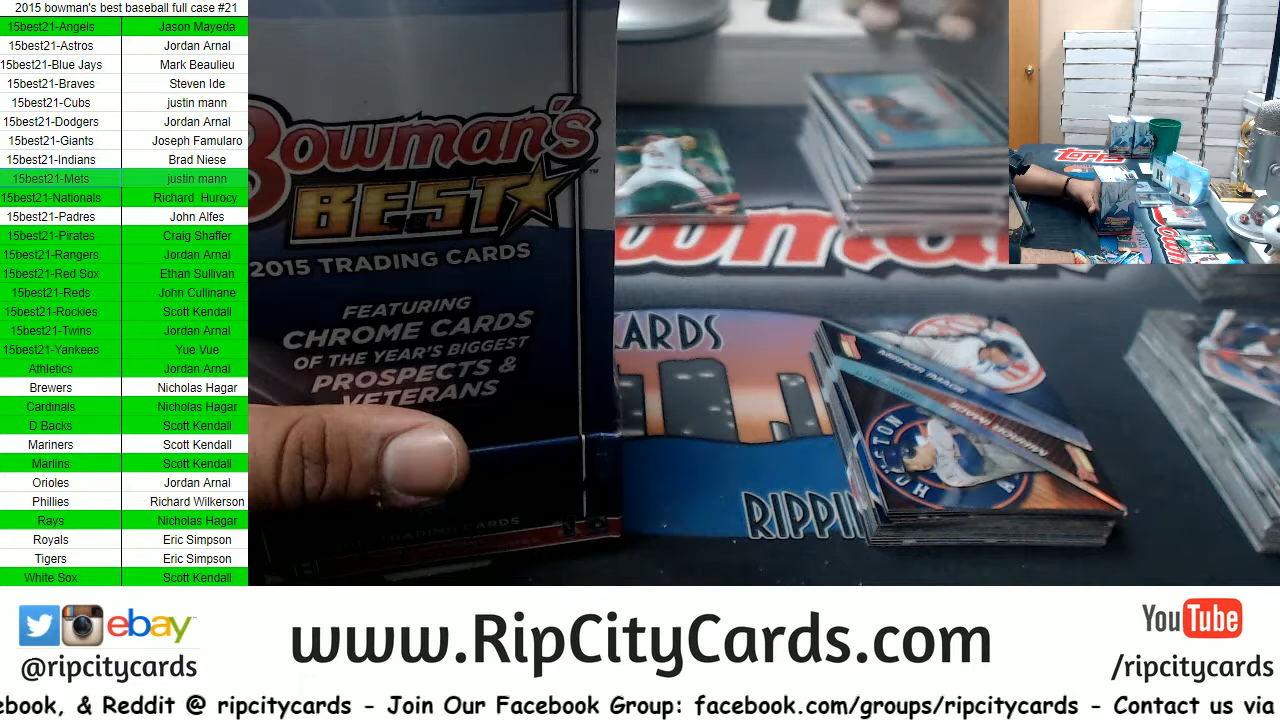 2015 bowman's best baseball full case #21
15best21-Angels Jason Mayeda
15best21-Astros Jordan Arnal
15best21-Blue Jays Mark Beaulieu
15best21-Braves Steven Ide
15best21-Cubs justin mann
15best21-Dodgers Jordan Arnal
15best21-Giants Joseph Famularo
15best21-Indians Brad Niese
15best21-Mets justin mann
15best21-Nationals Richard Hurocy
15best21-Padres John Alfes
15best21-Pirates Craig Shaffer
15best21-Rangers Jordan Arnal
15best21-Red Sox Ethan Sullivan
15best21-Reds John Cullinane
15best21-Rockies Scott Kendall
15best21-Twins Jordan Arnal
15best21-Yankees Yue Vue
Athletics Jordan Arnal
Brewers Nicholas Hagar
Cardinals Nicholas Hagar
D Backs Scott Kendall
Mariners Scott Kendall
Marlins Scott Kendall
Orioles Jordan Arnal
Phillies Richard Wilkerson
Rays Nicholas Hagar
Royals Eric Simpson
Tigers Eric Simpson
White Sox Scott Kendall
Bowman's
BEST
™
2015 TRADING CARDS
FEATURING
CHROME CARDS
OF THE YEAR'S BIGGEST
PROSPECTS &
VETERANS
TRADING CARDS
topps
CARDS
RIPPI
MIRROR IMAGE
MIRROR IMAGE
HOUSTON
ebay
@ripcitycards
www.RipCityCards.com
YouTube
/ripcitycards
ebook, & Reddit @ ripcitycards - Join Our Facebook Group: facebook.com/groups/ripcitycards - Contact us via